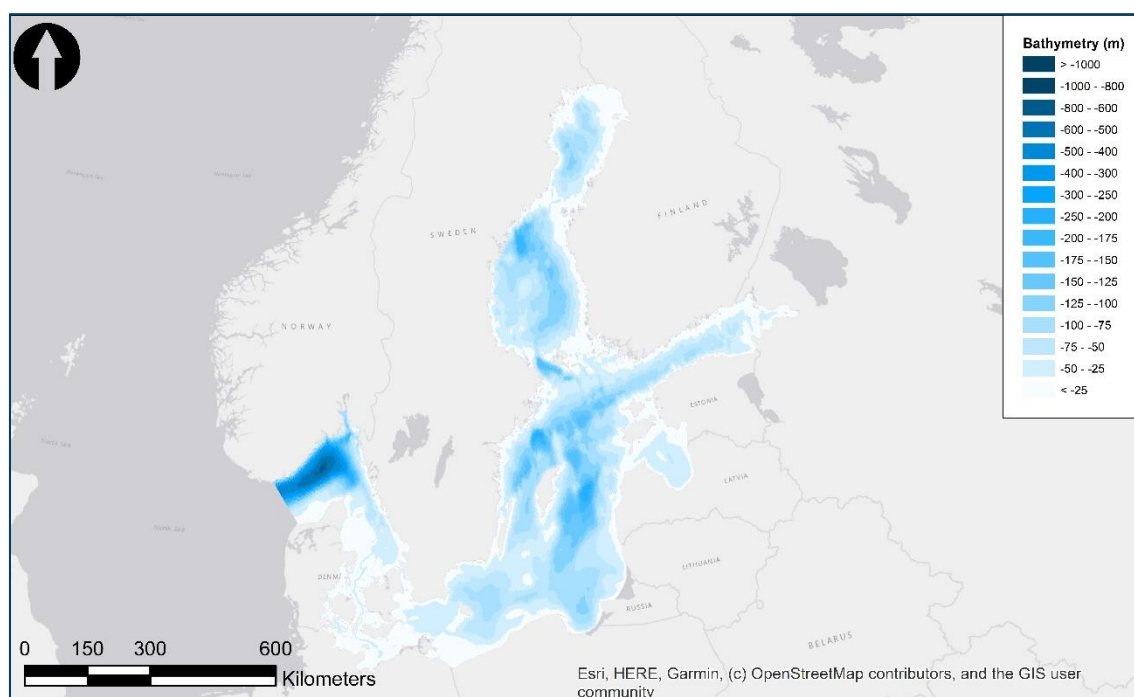 Bathymetry (m)
> -1000
-1000 - -800
-800 - -600
-600 - -500
-500 - -400
-400 - -300
-300 - -250
-250 - -200
-200 - -175
-175 - -150
-150 - -125
-125 - -100
-100 - -75
-75 - -50
-50 - -25
< -25
FINLAND
SWEDEN
NORWAY
ESTONIA
LATVIA
LITHUANIA
DENMA
RUSSIA
BELARUS
0 150 300 600
Kilometers
Esri, HERE, Garmin, (c) OpenStreetMap contributors, and the GIS user
community